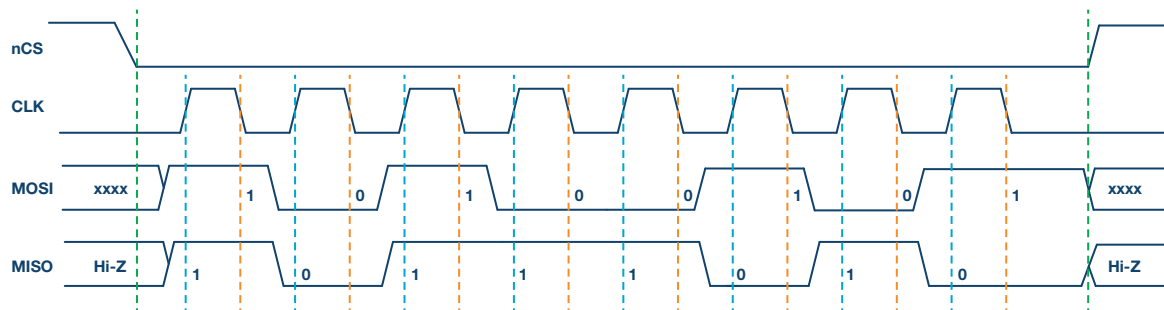 nCS
CLK
MOSI xxxx 1 0 1 0 0 1 0 1 xxxx
MISO Hi-Z 1 0 1 1 1 0 1 0 Hi-Z